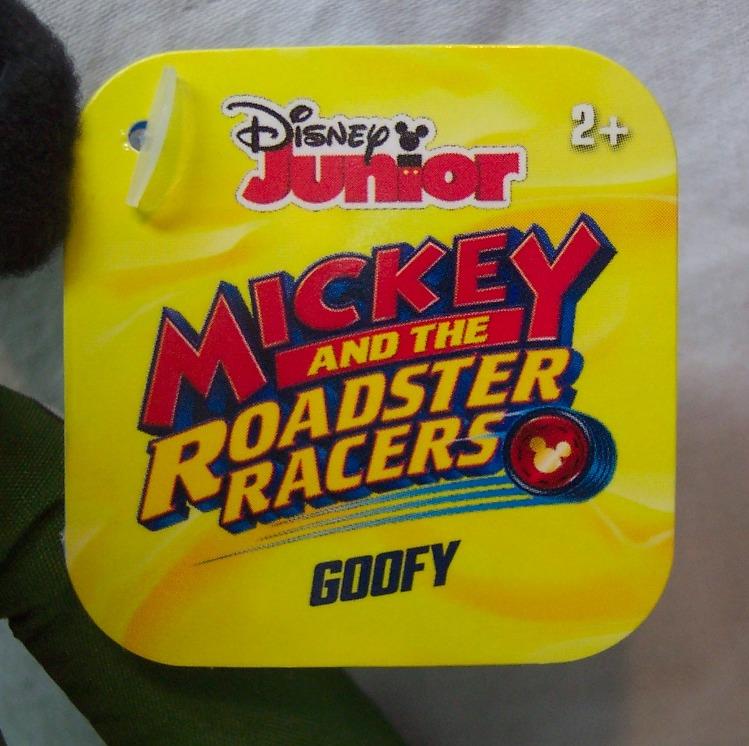 Disney
Junior
2+
MICKEY
AND THE
ROADSTER
RACERS
GOOFY